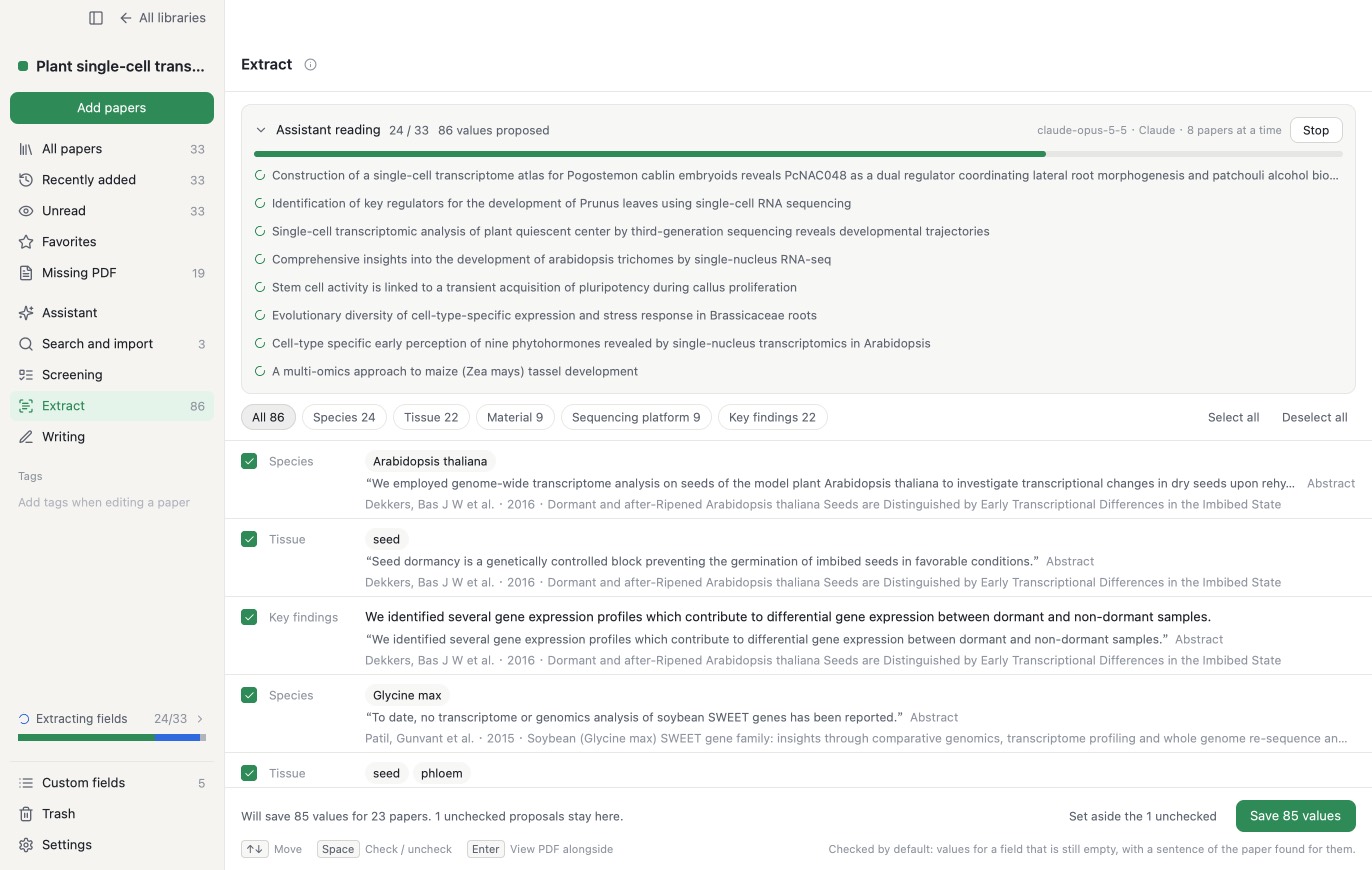 All libraries
Plant single-cell trans...
Add papers
All papers 33
Recently added 33
Unread 33
Favorites
Missing PDF 19
Assistant
Search and import 3
Screening
Extract 86
Writing
Tags
Add tags when editing a paper
Extracting fields 24/33
Custom fields 5
Trash
Settings
Extract
Assistant reading 24 / 33 86 values proposed claude-opus-5-5 · Claude · 8 papers at a time Stop
Construction of a single-cell transcriptome atlas for Pogostemon cablin embryoids reveals PcNAC048 as a dual regulator coordinating lateral root morphogenesis and patchouli alcohol bio...
Identification of key regulators for the development of Prunus leaves using single-cell RNA sequencing
Single-cell transcriptomic analysis of plant quiescent center by third-generation sequencing reveals developmental trajectories
Comprehensive insights into the development of arabidopsis trichomes by single-nucleus RNA-seq
Stem cell activity is linked to a transient acquisition of pluripotency during callus proliferation
Evolutionary diversity of cell-type-specific expression and stress response in Brassicaceae roots
Cell-type specific early perception of nine phytohormones revealed by single-nucleus transcriptomics in Arabidopsis
A multi-omics approach to maize (Zea mays) tassel development
All 86 Species 24 Tissue 22 Material 9 Sequencing platform 9 Key findings 22 Select all Deselect all
Species Arabidopsis thaliana
“We employed genome-wide transcriptome analysis on seeds of the model plant Arabidopsis thaliana to investigate transcriptional changes in dry seeds upon rehy... Abstract
Dekkers, Bas J W et al. · 2016 · Dormant and after-Ripened Arabidopsis thaliana Seeds are Distinguished by Early Transcriptional Differences in the Imbibed State
Tissue seed
“Seed dormancy is a genetically controlled block preventing the germination of imbibed seeds in favorable conditions.” Abstract
Dekkers, Bas J W et al. · 2016 · Dormant and after-Ripened Arabidopsis thaliana Seeds are Distinguished by Early Transcriptional Differences in the Imbibed State
Key findings We identified several gene expression profiles which contribute to differential gene expression between dormant and non-dormant samples.
“We identified several gene expression profiles which contribute to differential gene expression between dormant and non-dormant samples.” Abstract
Dekkers, Bas J W et al. · 2016 · Dormant and after-Ripened Arabidopsis thaliana Seeds are Distinguished by Early Transcriptional Differences in the Imbibed State
Species Glycine max
“To date, no transcriptome or genomics analysis of soybean SWEET genes has been reported.” Abstract
Patil, Gunvant et al. · 2015 · Soybean (Glycine max) SWEET gene family: insights through comparative genomics, transcriptome profiling and whole genome re-sequence an...
Tissue seed phloem
Will save 85 values for 23 papers. 1 unchecked proposals stay here. Set aside the 1 unchecked Save 85 values
↑↓ Move Space Check / uncheck Enter View PDF alongside Checked by default: values for a field that is still empty, with a sentence of the paper found for them.